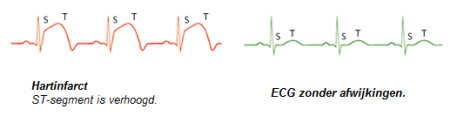 S T S T S T
S T S T S T
Hartinfarct
ST-segment is verhoogd.
ECG zonder afwijkingen.